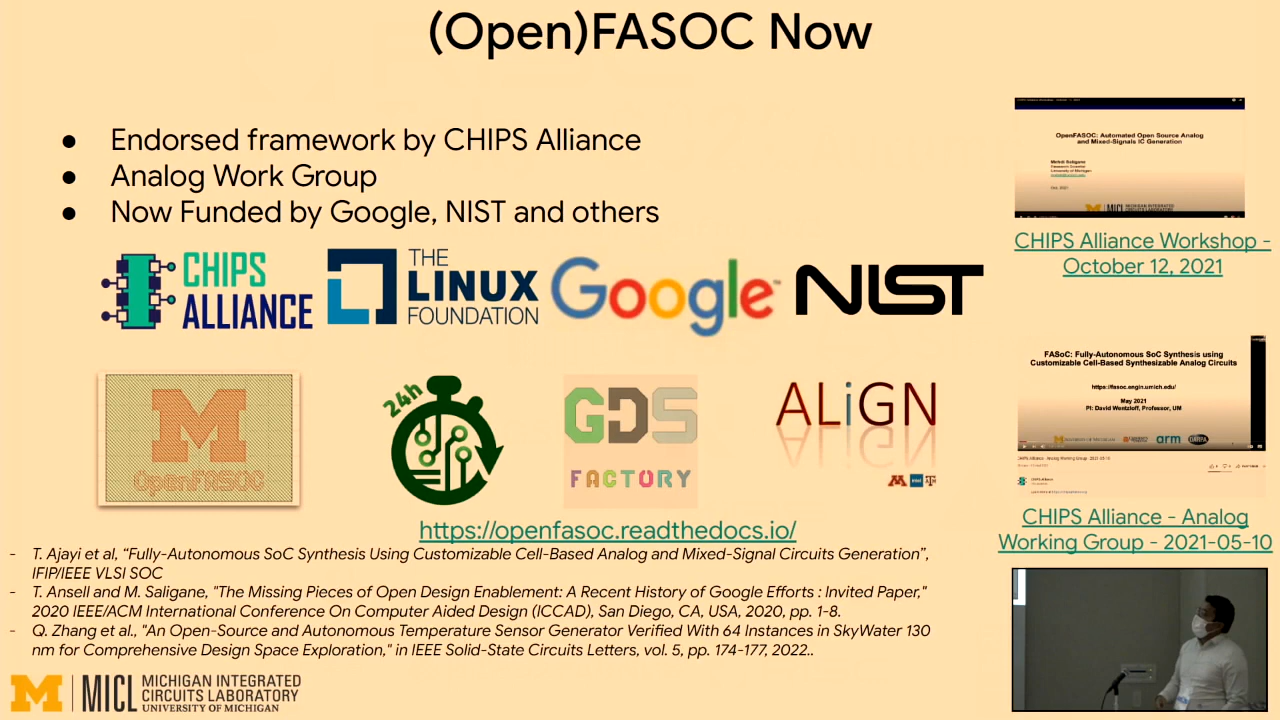 (Open)FASOC Now
● Endorsed framework by CHIPS Alliance
● Analog Work Group
● Now Funded by Google, NIST and others
CHIPS
ALLIANCE
THE
LINUX
FOUNDATION
Google
NIST
M
OpenFASOC
24h
GDS
FACTORY
ALiGN
https://openfasoc.readthedocs.io/
- T. Ajayi et al, “Fully-Autonomous SoC Synthesis Using Customizable Cell-Based Analog and Mixed-Signal Circuits Generation”,
IFIP/IEEE VLSI SOC
- T. Ansell and M. Saligane, "The Missing Pieces of Open Design Enablement: A Recent History of Google Efforts : Invited Paper,"
2020 IEEE/ACM International Conference On Computer Aided Design (ICCAD), San Diego, CA, USA, 2020, pp. 1-8.
- Q. Zhang et al., "An Open-Source and Autonomous Temperature Sensor Generator Verified With 64 Instances in SkyWater 130
nm for Comprehensive Design Space Exploration," in IEEE Solid-State Circuits Letters, vol. 5, pp. 174-177, 2022..
M MICL MICHIGAN INTEGRATED
CIRCUITS LABORATORY
UNIVERSITY OF MICHIGAN
OpenFASOC: Automated Open Source Analog
and Mixed-Signals IC Generation
Mehdi Saligane
University of Michigan
CHIPS Alliance Workshop -
October 12, 2021
FASoC: Fully-Autonomous SoC Synthesis using
Customizable Cell-Based Synthesizable Analog Circuits
https://fasoc.engin.umich.edu/
May 2021
PI: David Wentzloff, Professor, UM
arm
DARPA
CHIPS Alliance - Analog
Working Group - 2021-05-10